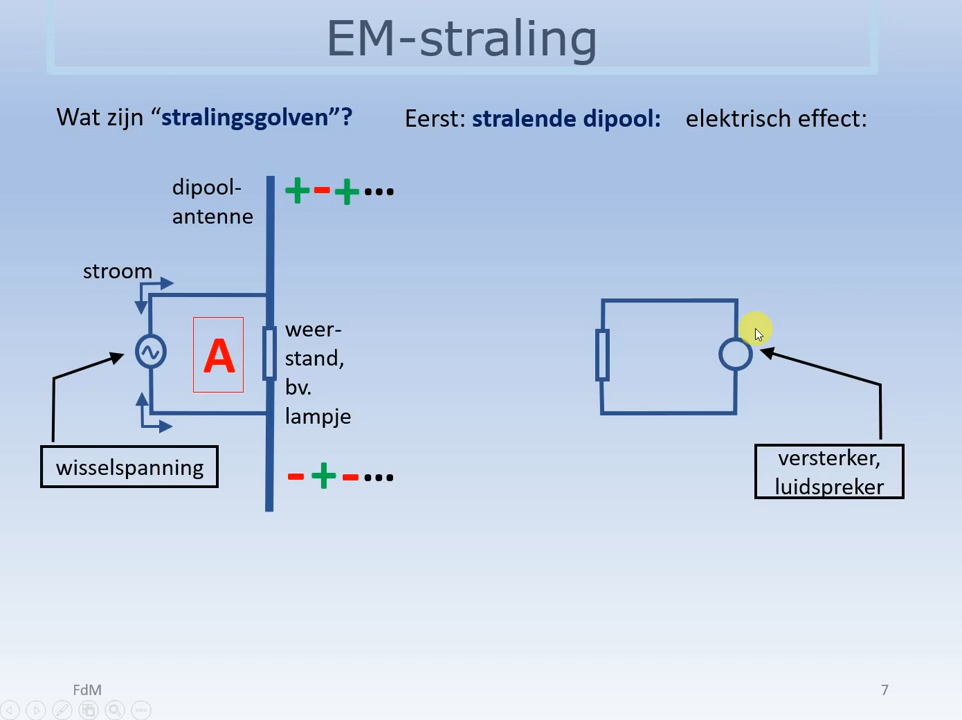 EM-straling
Wat zijn “stralingsgolven”?
Eerst: stralende dipool:
elektrisch effect:
dipool-
antenne
+-+...
stroom
A
weer-
stand,
bv.
lampje
wisselspanning
-+-...
versterker,
luidspreker
FdM
7